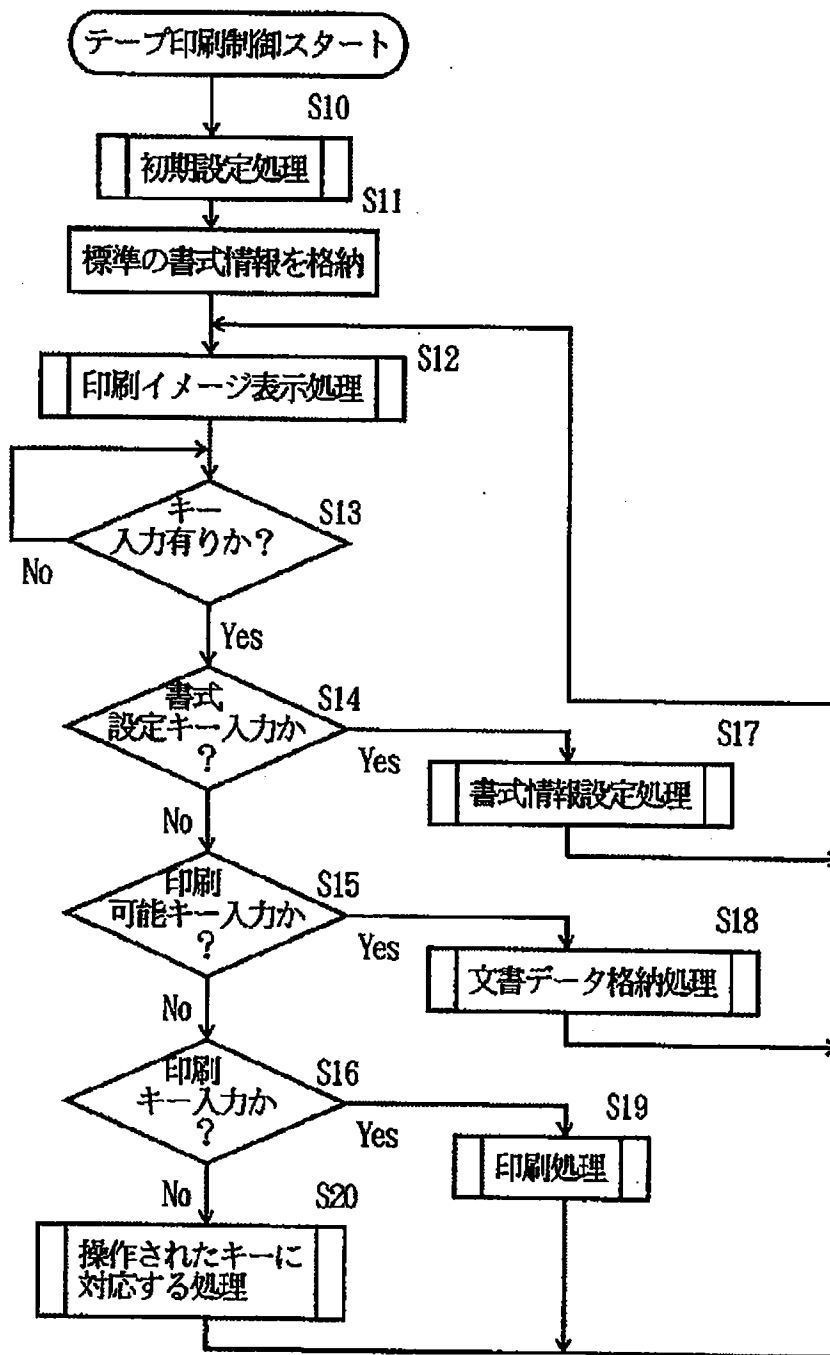 テープ印刷制御スタート
S10
初期設定処理
S11
標準の書式情報を格納
S12
印刷イメージ表示処理
キー
入力有りか？
S13
No
Yes
書式
設定キー入力か
？
S14
Yes
S17
書式情報設定処理
No
印刷
可能キー入力か
？
S15
Yes
S18
文書データ格納処理
No
印刷
キー入力か
？
S16
Yes
S19
印刷処理
No
S20
操作されたキーに
対応する処理